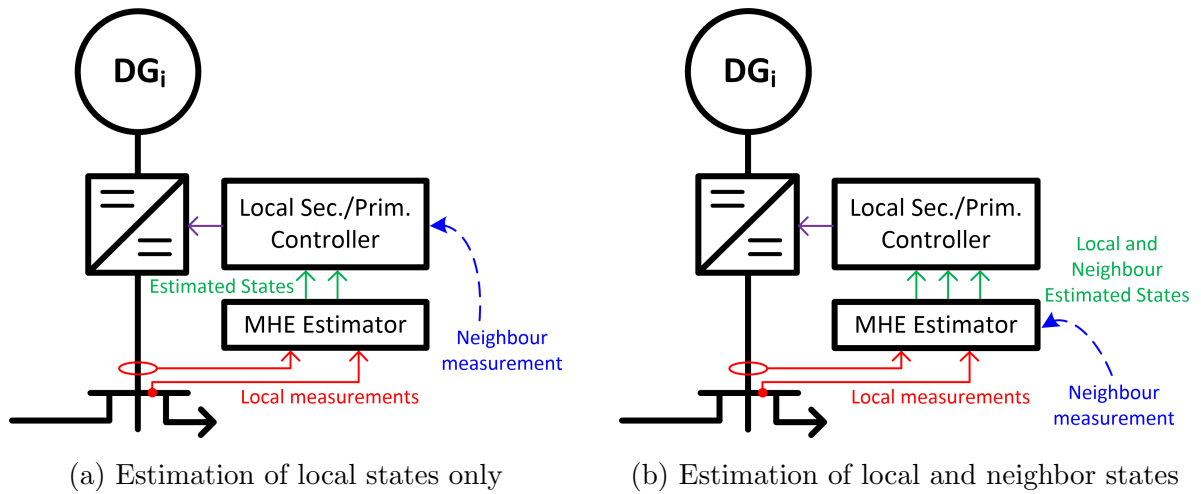 DGi
Local Sec./Prim.
Controller
Estimated States
MHE Estimator
Neighbour
measurement
Local measurements
(a) Estimation of local states only
DGi
Local Sec./Prim.
Controller
Local and
Neighbour
Estimated States
MHE Estimator
Neighbour
measurement
Local measurements
(b) Estimation of local and neighbor states